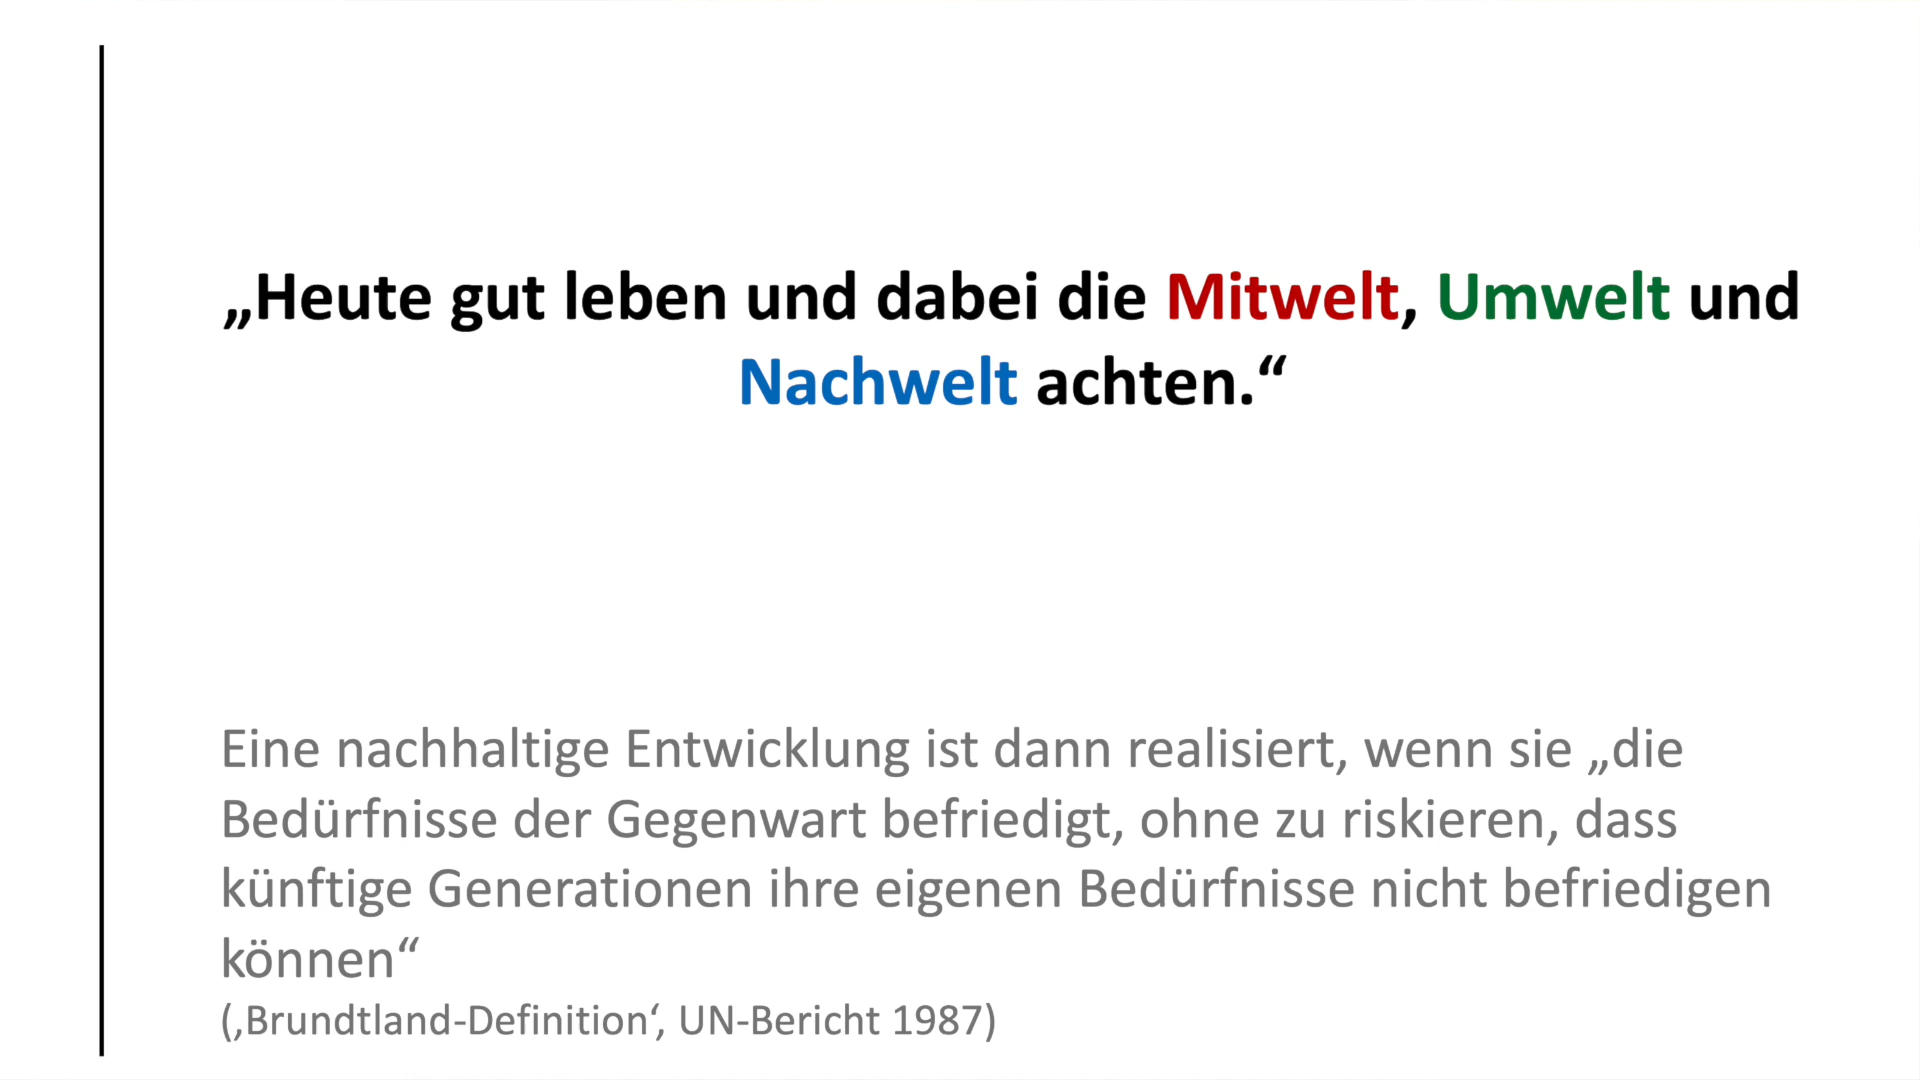 „Heute gut leben und dabei die Mitwelt, Umwelt und
Nachwelt achten.“
Eine nachhaltige Entwicklung ist dann realisiert, wenn sie „die
Bedürfnisse der Gegenwart befriedigt, ohne zu riskieren, dass
künftige Generationen ihre eigenen Bedürfnisse nicht befriedigen
können“
(‚Brundtland-Definition‘, UN-Bericht 1987)